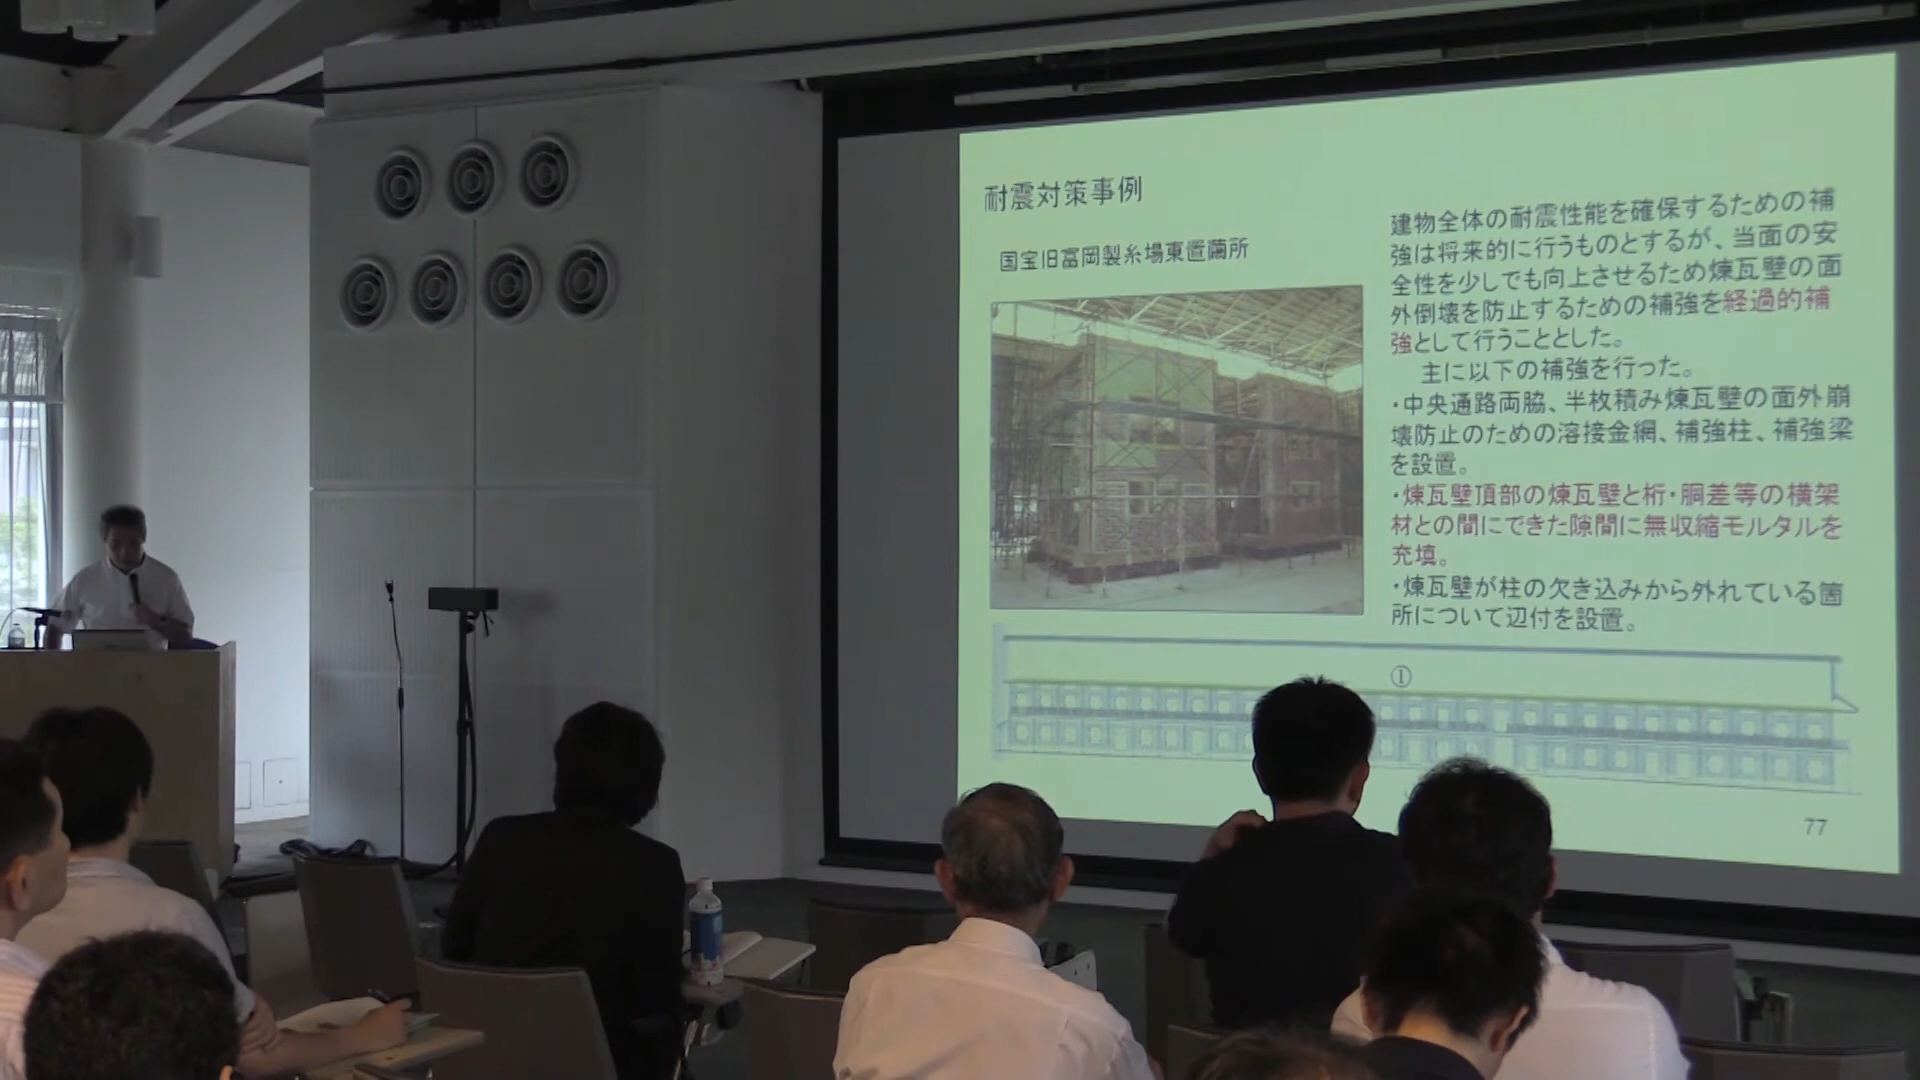 耐震対策事例
国宝旧富岡製糸場東置繭所
建物全体の耐震性能を確保するための補
強は将来的に行うものとするが、当面の安
全性を少しでも向上させるため煉瓦壁の面
外倒壊を防止するための補強を経過的補
強として行うこととした。
主に以下の補強を行った。
・中央通路両脇、半枚積み煉瓦壁の面外崩
壊防止のための溶接金網、補強柱、補強梁
を設置。
・煉瓦壁頂部の煉瓦壁と桁・胴差等の横架
材との間にできた隙間に無収縮モルタルを
充填。
・煉瓦壁が柱の欠き込みから外れている箇
所について辺付を設置。
①
77